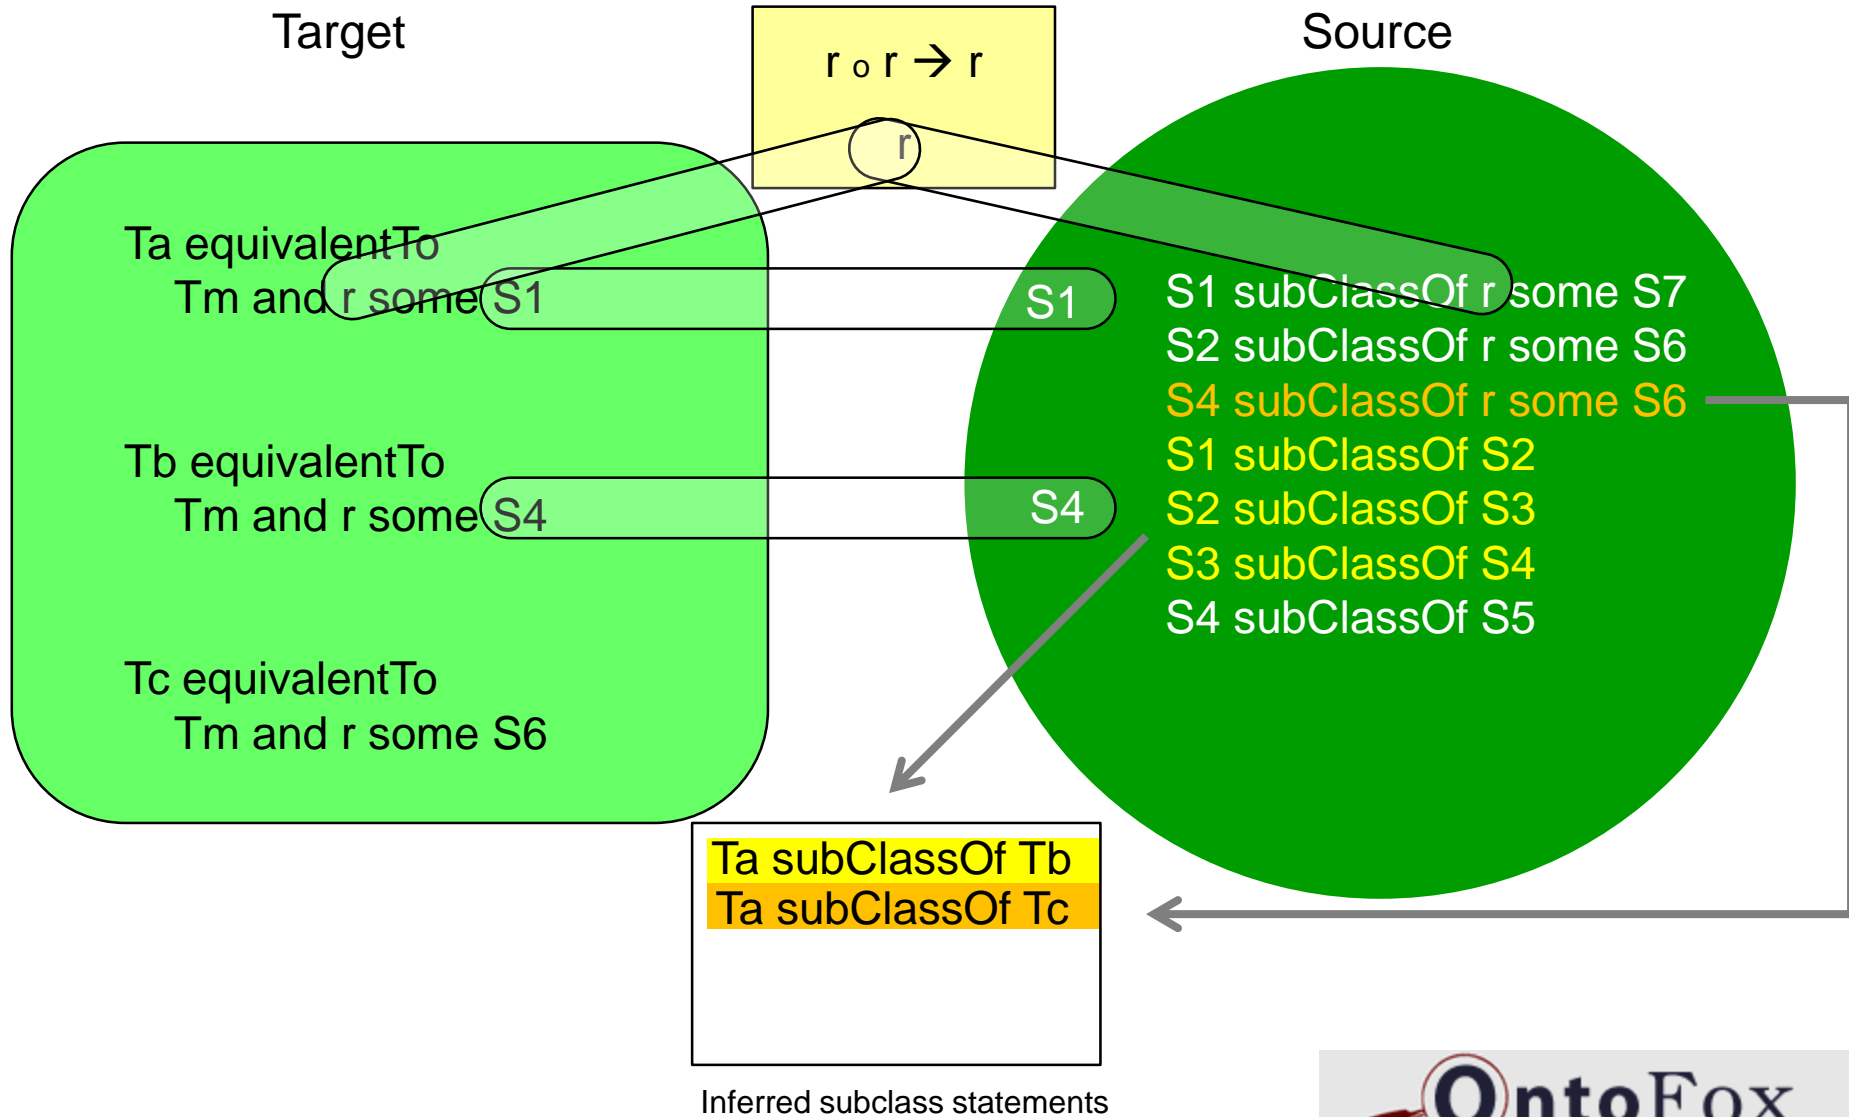 Target
Source
r o r → r
r
Ta equivalentTo
Tm and r some S1
Tb equivalentTo
Tm and r some S4
Tc equivalentTo
Tm and r some S6
S1
S4
S1 subClassOf r some S7
S2 subClassOf r some S6
S4 subClassOf r some S6
S1 subClassOf S2
S2 subClassOf S3
S3 subClassOf S4
S4 subClassOf S5
Ta subClassOf Tb
Ta subClassOf Tc
Inferred subclass statements
OntoFox